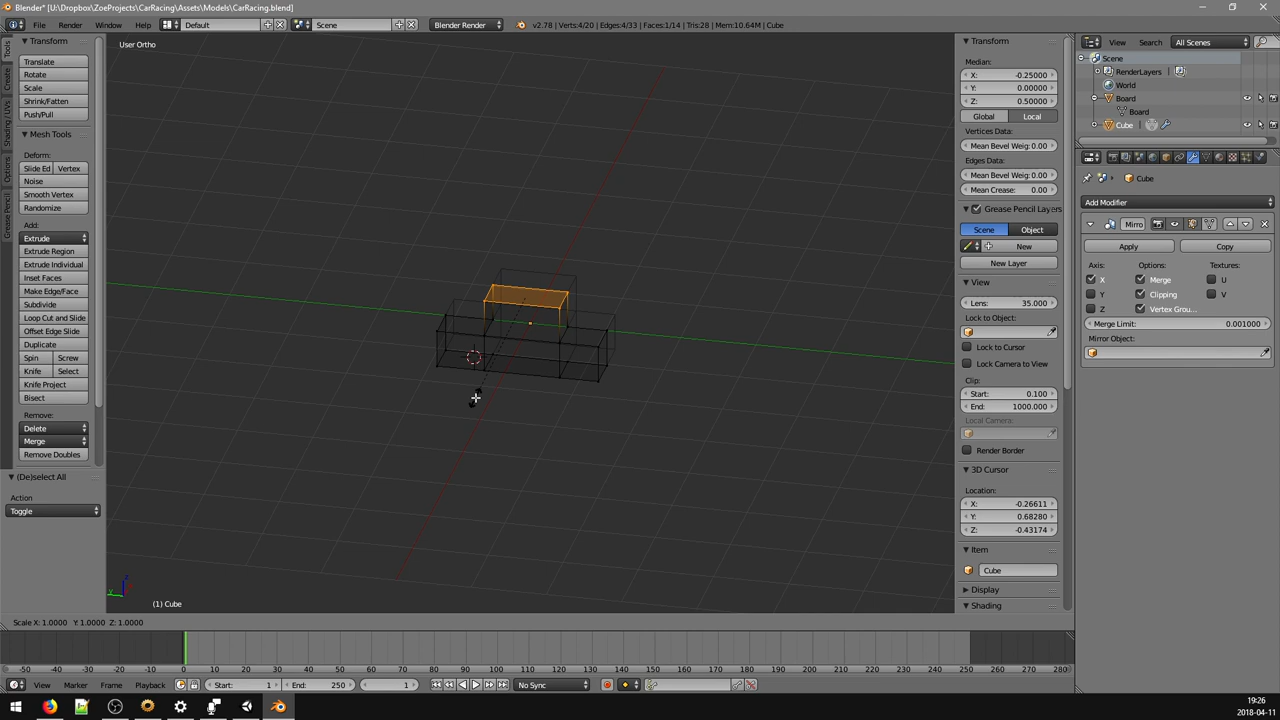 Blender* [U:\Dropbox\ZoeProjects\CarRacing\Assets\Models\CarRacing.blend]
File Render Window Help Default Scene Blender Render v2.78 | Verts:4/20 | Edges:4/33 | Faces:1/14 | Tris:28 | Mem:10.64M | Cube
View Search All Scenes
Tools
Create
Shading / UVs
Options
Grease Pencil
Transform
Translate
Rotate
Scale
Shrink/Fatten
Push/Pull
Mesh Tools
Deform:
Slide Ed Vertex
Noise
Smooth Vertex
Randomize
Add:
Extrude
Extrude Region
Extrude Individual
Inset Faces
Make Edge/Face
Subdivide
Loop Cut and Slide
Offset Edge Slide
Duplicate
Spin Screw
Knife Select
Knife Project
Bisect
Remove:
Delete
Merge
Remove Doubles
(De)select All
Action
Toggle
User Ortho
(1) Cube
Transform
Median:
X: -0.25000
Y: 0.00000
Z: 0.50000
Global Local
Vertices Data:
Mean Bevel Weig:0.00
Edges Data:
Mean Bevel Weig:0.00
Mean Crease: 0.00
Grease Pencil Layers
Scene Object
New
New Layer
View
Lens: 35.000
Lock to Object:
Lock to Cursor
Lock Camera to View
Clip:
Start: 0.100
End: 1000.000
Local Camera:
Render Border
3D Cursor
Location:
X: -0.26611
Y: 0.68280
Z: -0.43174
Item
Cube
Display
Shading
Scene
RenderLayers
World
Board
Board
Cube
Cube
Add Modifier
Mirro
Apply Copy
Axis: Options: Textures:
X Merge U
Y Clipping V
Z Vertex Grou...
Merge Limit: 0.001000
Mirror Object:
Scale X: 1.0000 Y: 1.0000 Z: 1.0000
-50 -40 -30 -20 -10 0 10 20 30 40 50 60 70 80 90 100 110 120 130 140 150 160 170 180 190 200 210 220 230 240 250 260 270 280
View Marker Frame Playback Start: 1 End: 250 1 No Sync
19:26
2018-04-11